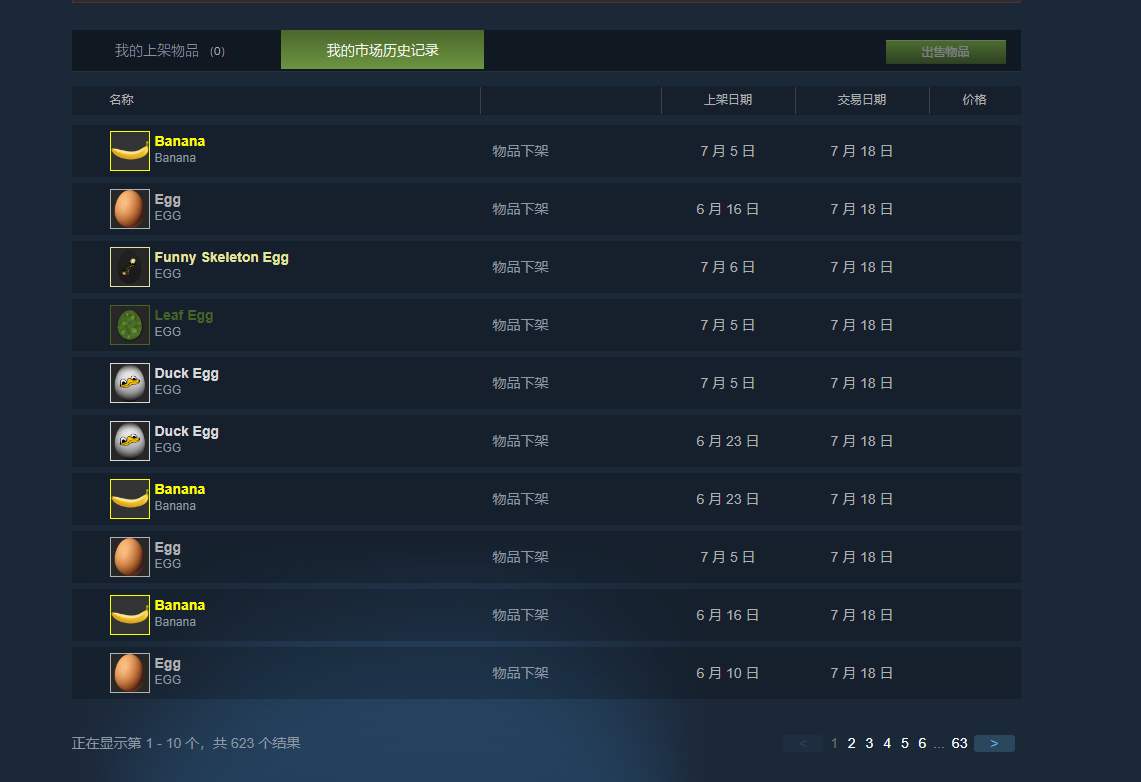 我的上架物品 (0) 我的市场历史记录 出售物品
名称 上架日期 交易日期 价格
Banana
Banana 物品下架 7 月 5 日 7 月 18 日
Egg
EGG 物品下架 6 月 16 日 7 月 18 日
Funny Skeleton Egg
EGG 物品下架 7 月 6 日 7 月 18 日
Leaf Egg
EGG 物品下架 7 月 5 日 7 月 18 日
Duck Egg
EGG 物品下架 7 月 5 日 7 月 18 日
Duck Egg
EGG 物品下架 6 月 23 日 7 月 18 日
Banana
Banana 物品下架 6 月 23 日 7 月 18 日
Egg
EGG 物品下架 7 月 5 日 7 月 18 日
Banana
Banana 物品下架 6 月 16 日 7 月 18 日
Egg
EGG 物品下架 6 月 10 日 7 月 18 日
正在显示第 1 - 10 个，共 623 个结果 < 1 2 3 4 5 6 ... 63 >